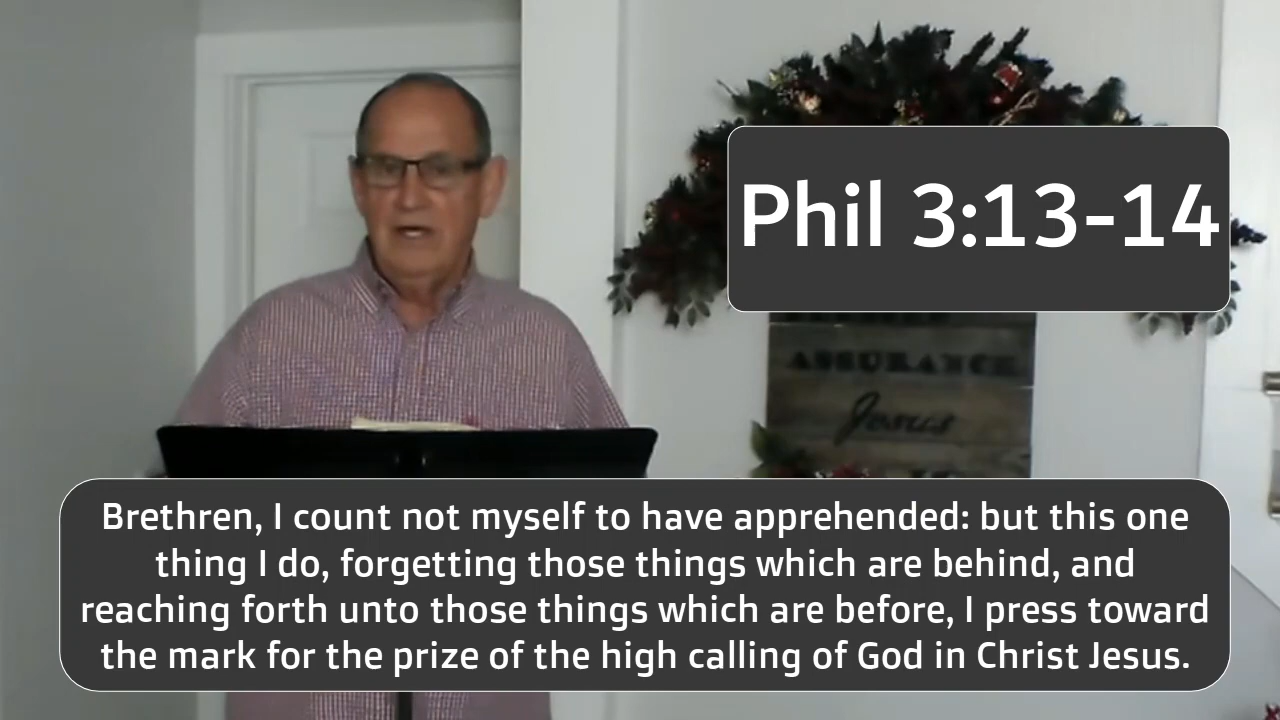 Phil 3:13-14
ASSURANCE
Jesus
Brethren, I count not myself to have apprehended: but this one
thing I do, forgetting those things which are behind, and
reaching forth unto those things which are before, I press toward
the mark for the prize of the high calling of God in Christ Jesus.